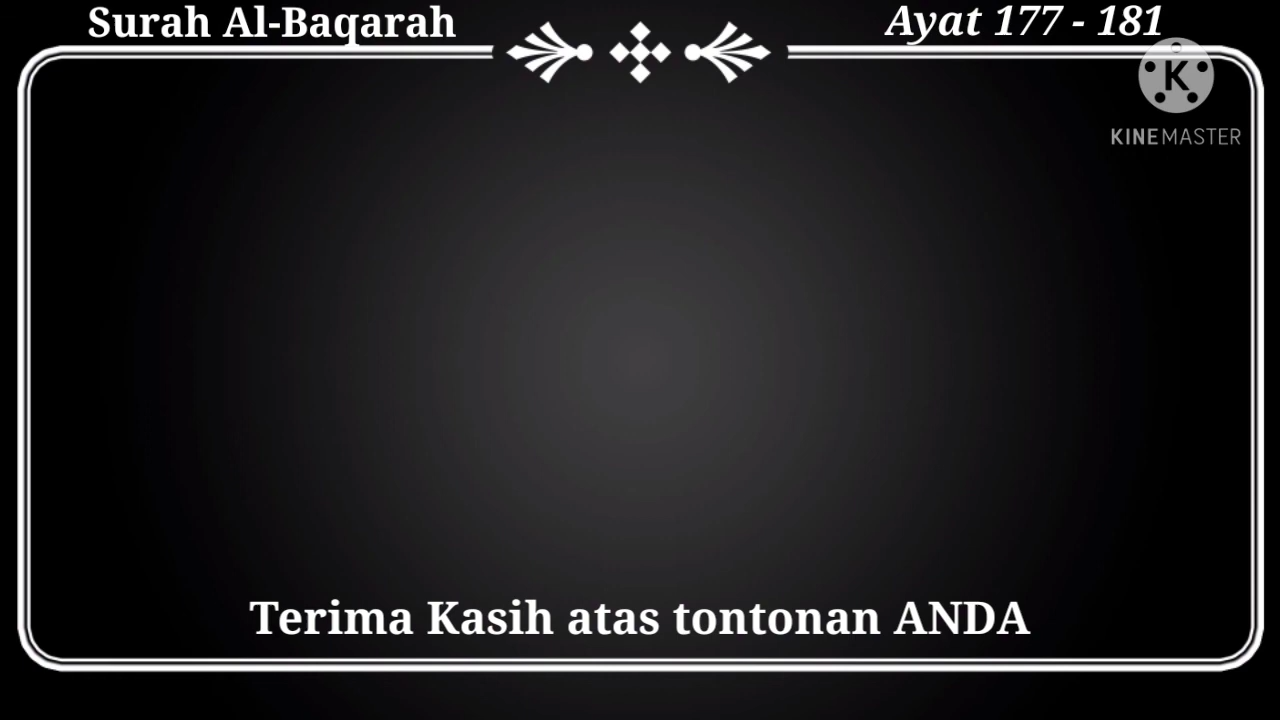 Surah Al-Baqarah
Ayat 177 - 181
K
KINEMASTER
Terima Kasih atas tontonan ANDA